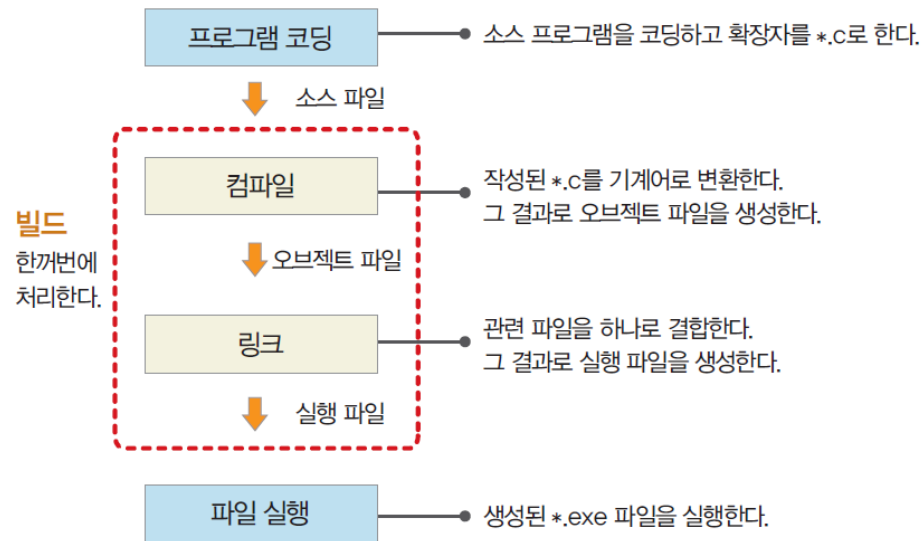 프로그램 코딩
소스 프로그램을 코딩하고 확장자를 *.c로 한다.
소스 파일
컴파일
작성된 *.c를 기계어로 변환한다.
그 결과로 오브젝트 파일을 생성한다.
빌드
한꺼번에
처리한다.
오브젝트 파일
링크
관련 파일을 하나로 결합한다.
그 결과로 실행 파일을 생성한다.
실행 파일
파일 실행
생성된 *.exe 파일을 실행한다.